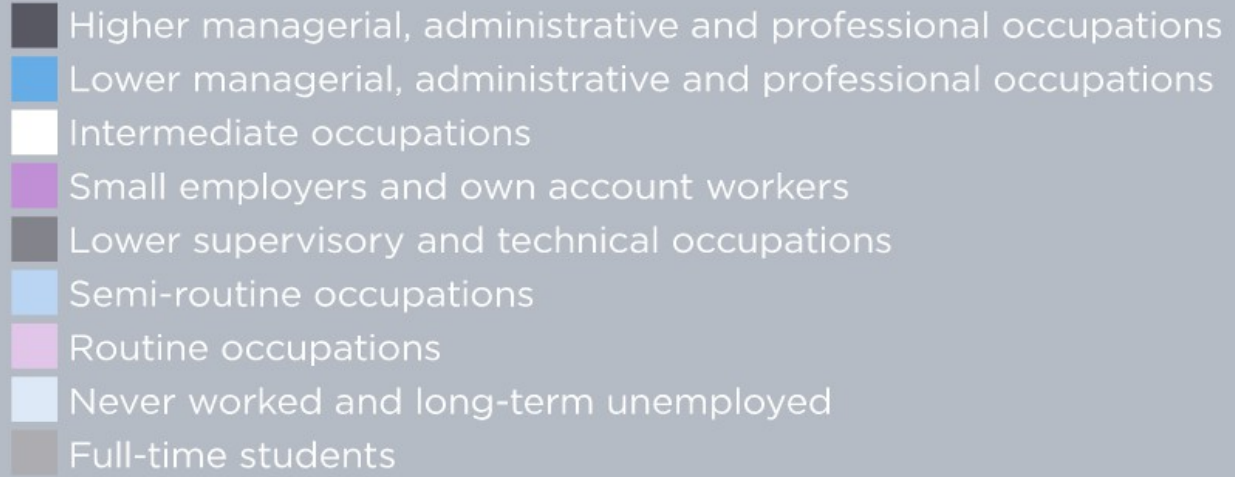 Higher managerial, administrative and professional occupations
Lower managerial, administrative and professional occupations
Intermediate occupations
Small employers and own account workers
Lower supervisory and technical occupations
Semi-routine occupations
Routine occupations
Never worked and long-term unemployed
Full-time students